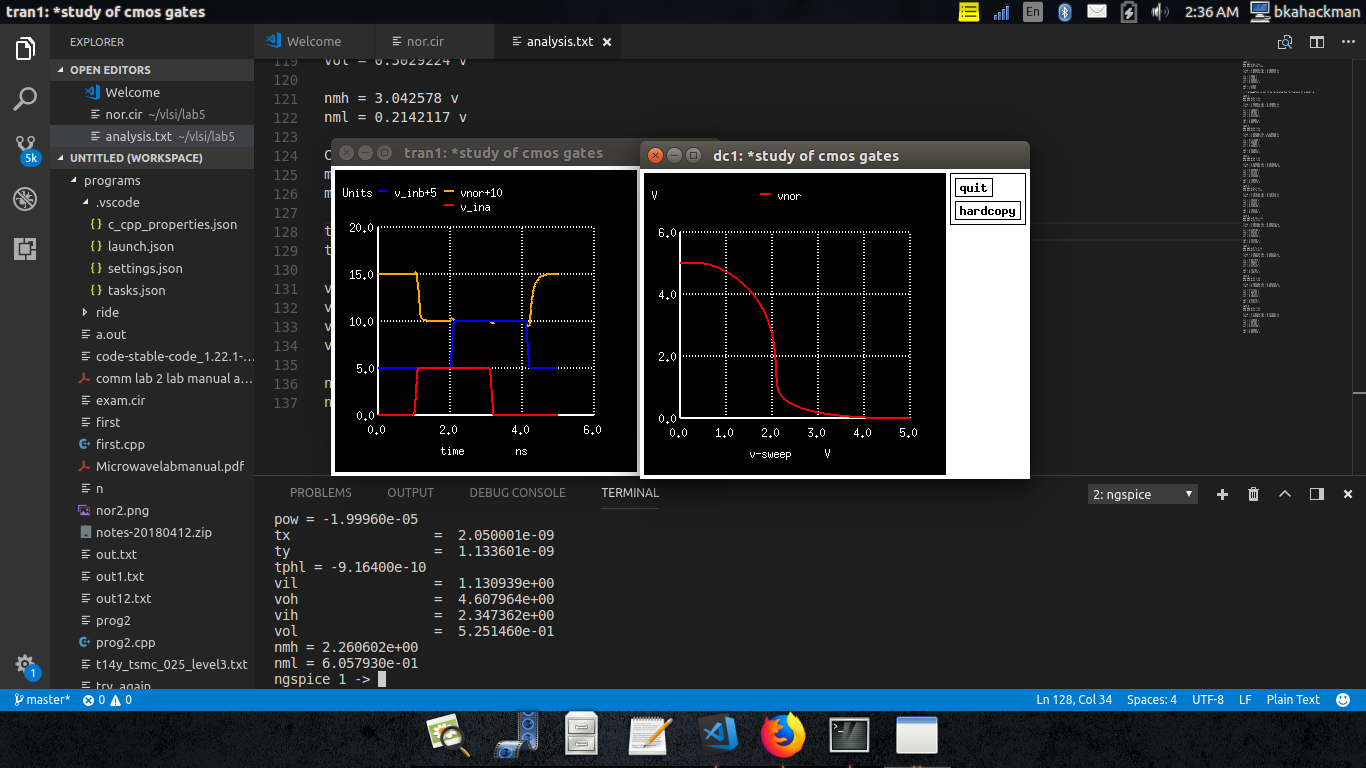 tran1: *study of cmos gates
En
2:36 AM
bkahackman
EXPLORER
OPEN EDITORS
Welcome
nor.cir ~/vlsi/lab5
analysis.txt ~/vlsi/lab5
5k
UNTITLED (WORKSPACE)
programs
.vscode
{} c_cpp_properties.json
{} launch.json
{} settings.json
{} tasks.json
ride
a.out
code-stable-code_1.22.1-...
comm lab 2 lab manual a...
exam.cir
first
first.cpp
Microwavelabmanual.pdf
n
nor2.png
notes-20180412.zip
out.txt
out1.txt
out12.txt
prog2
prog2.cpp
t14y_tsmc_025_level3.txt
try_again
1
Welcome
nor.cir
analysis.txt
119 vol = 0.3029224 v
120
121 nmh = 3.042578 v
122 nml = 0.2142117 v
123
124
125
126
127
128
129
130
131
132
133
134
135
136
137
tran1: *study of cmos gates
Units v_inb+5 vnor+10
v_ina
20.0
15.0
10.0
5.0
0.0
0.0 2.0 4.0 6.0
time ns
dc1: *study of cmos gates
quit
hardcopy
V vnor
6.0
4.0
2.0
0.0
0.0 1.0 2.0 3.0 4.0 5.0
v-sweep V
PROBLEMS OUTPUT DEBUG CONSOLE TERMINAL
2: ngspice
pow = -1.99960e-05
tx = 2.050001e-09
ty = 1.133601e-09
tphl = -9.16400e-10
vil = 1.130939e+00
voh = 4.607964e+00
vih = 2.347362e+00
vol = 5.251460e-01
nmh = 2.260602e+00
nml = 6.057930e-01
ngspice 1 ->
master* 0 0
Ln 128, Col 34 Spaces: 4 UTF-8 LF Plain Text